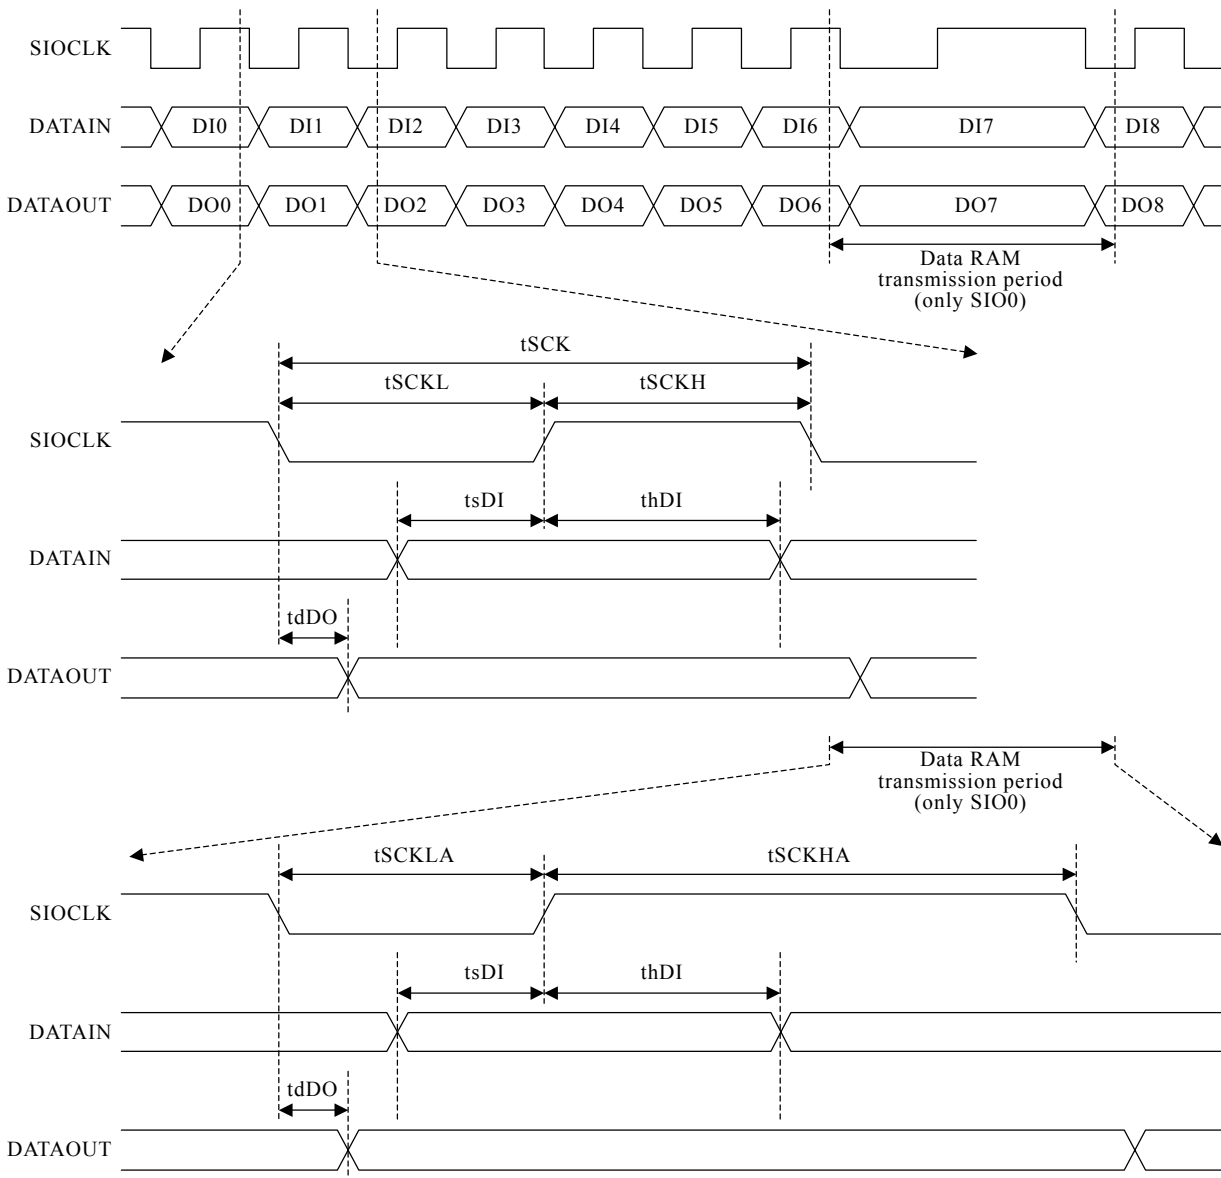 SIOCLK
DATAIN DI0 DI1 DI2 DI3 DI4 DI5 DI6 DI7 DI8
DATAOUT DO0 DO1 DO2 DO3 DO4 DO5 DO6 DO7 DO8
Data RAM
transmission period
(only SIO0)
tSCK
tSCKL tSCKH
SIOCLK
tsDI thDI
DATAIN
tdDO
DATAOUT
Data RAM
transmission period
(only SIO0)
tSCKLA tSCKHA
SIOCLK
tsDI thDI
DATAIN
tdDO
DATAOUT